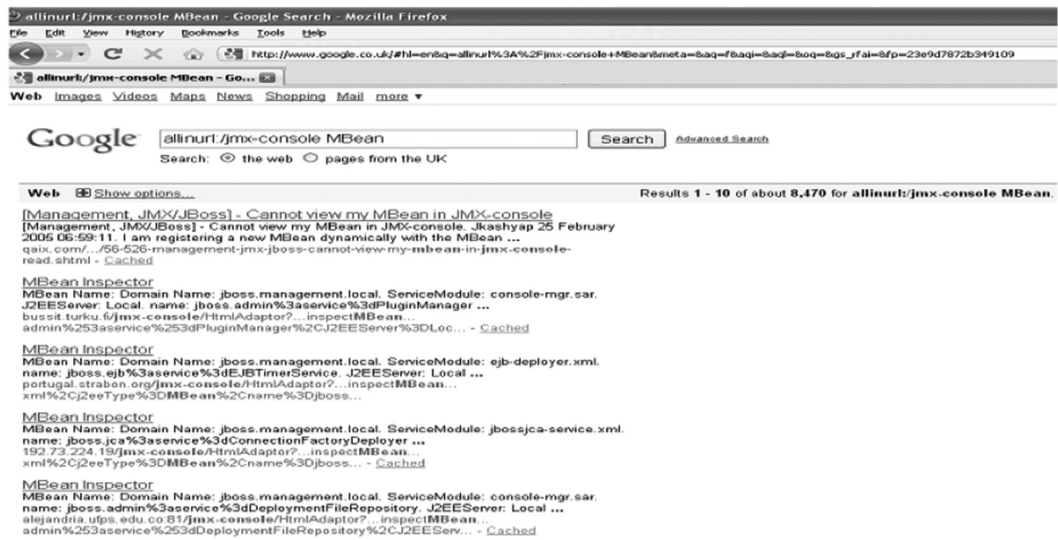 allinurl:/jmx-console MBean - Google Search - Mozilla Firefox
File Edit View History Bookmarks Tools Help
http://www.google.co.uk/#hl=en&q=allinurl%3A%2Fjmx-console+MBean&meta=&aq=f&aqi=&aql=&oq=&gs_rfai=&fp=23e9d7872b349109
allinurl:/jmx-console MBean - Go...
Web Images Videos Maps News Shopping Mail more ▼
Google allinurl:/jmx-console MBean Search Advanced Search
Search: the web pages from the UK
Web Show options... Results 1 - 10 of about 8,470 for allinurl:/jmx-console MBean.
[Management, JMX/JBoss] - Cannot view my MBean in JMX-console
[Management, JMX/JBoss] - Cannot view my MBean in JMX-console. Jkashyap 25 February
2005 06:59:11. I am registering a new MBean dynamically with the MBean ...
qaix.com/.../56-526-management-jmx-jboss-cannot-view-my-mbean-in-jmx-console-
read.shtml - Cached
MBean Inspector
MBean Name: Domain Name: jboss.management.local. ServiceModule: console-mgr.sar.
J2EEServer: Local. name: jboss.admin%3aservice%3dPluginManager ...
bussit.turku.fi/jmx-console/HtmlAdaptor?...inspectMBean...
admin%253aservice%253dPluginManager%2CJ2EEServer%3DLoc... - Cached
MBean Inspector
MBean Name: Domain Name: jboss.management.local. ServiceModule: ejb-deployer.xml.
name: jboss.ejb%3aservice%3dEJBTimerService. J2EEServer: Local ...
portugal.strabon.org/jmx-console/HtmlAdaptor?...inspectMBean...
xml%2Cj2eeType%3DMBean%2Cname%3Djboss...
MBean Inspector
MBean Name: Domain Name: jboss.management.local. ServiceModule: jbossjca-service.xml.
name: jboss.jca%3aservice%3dConnectionFactoryDeployer ...
192.73.224.19/jmx-console/HtmlAdaptor?...inspectMBean...
xml%2Cj2eeType%3DMBean%2Cname%3Djboss... - Cached
MBean Inspector
MBean Name: Domain Name: jboss.management.local. ServiceModule: console-mgr.sar.
name: jboss.admin%3aservice%3dDeploymentFileRepository. J2EEServer: Local ...
alejandria.ufps.edu.co:81/jmx-console/HtmlAdaptor?...inspectMBean...
admin%253aservice%253dDeploymentFileRepository%2CJ2EEServ... - Cached